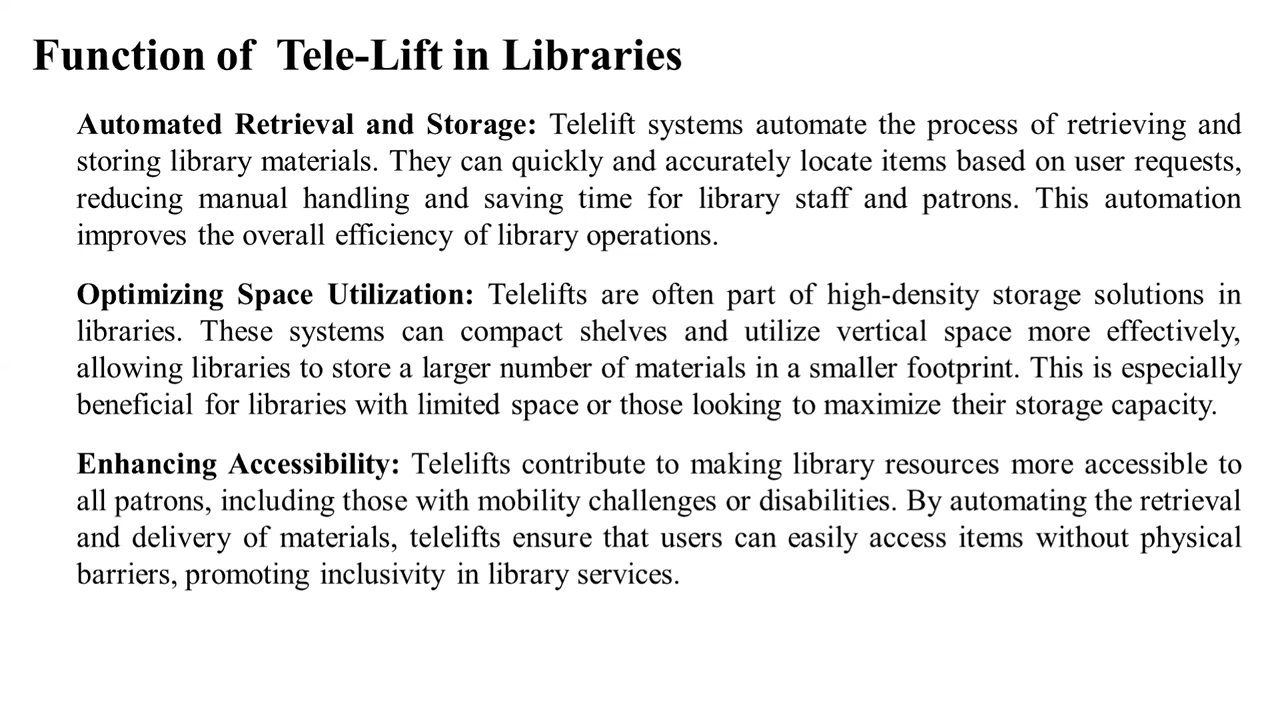 Function of Tele-Lift in Libraries
Automated Retrieval and Storage: Telelift systems automate the process of retrieving and
storing library materials. They can quickly and accurately locate items based on user requests,
reducing manual handling and saving time for library staff and patrons. This automation
improves the overall efficiency of library operations.
Optimizing Space Utilization: Telelifts are often part of high-density storage solutions in
libraries. These systems can compact shelves and utilize vertical space more effectively,
allowing libraries to store a larger number of materials in a smaller footprint. This is especially
beneficial for libraries with limited space or those looking to maximize their storage capacity.
Enhancing Accessibility: Telelifts contribute to making library resources more accessible to
all patrons, including those with mobility challenges or disabilities. By automating the retrieval
and delivery of materials, telelifts ensure that users can easily access items without physical
barriers, promoting inclusivity in library services.